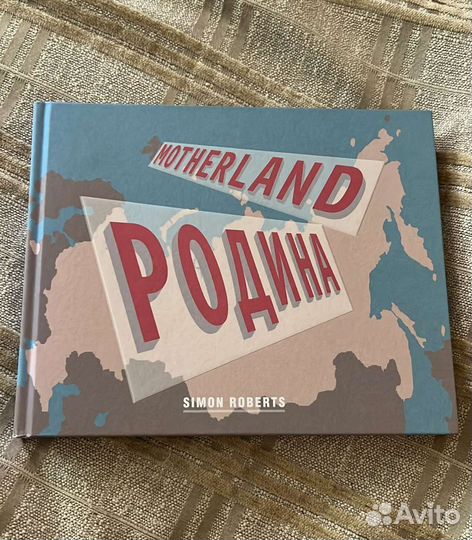 MOTHERLAND
РОДИНА
SIMON ROBERTS
Avito